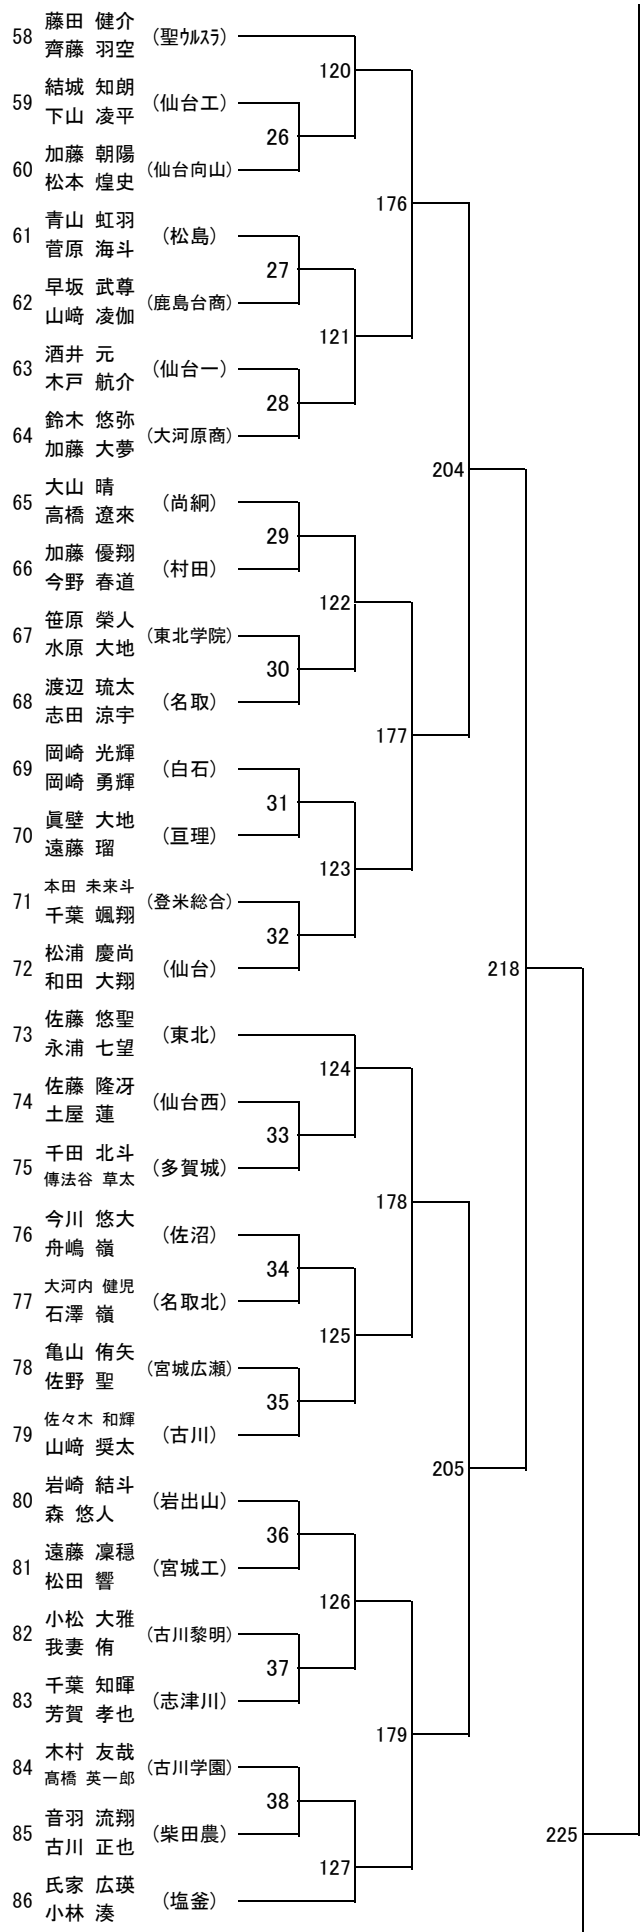 藤田 健介
58 (聖ウルスラ)
齊藤 羽空
120
結城 知朗
59 (仙台工)
下山 凌平
26
加藤 朝陽
60 (仙台向山)
松本 煌史
176
青山 虹羽
61 (松島)
菅原 海斗
27
早坂 武尊
62 (鹿島台商)
山﨑 凌伽
121
酒井 元
63 (仙台一)
木戸 航介
28
鈴木 悠弥
64 (大河原商)
加藤 大夢
204
大山 晴
65 (尚絅)
高橋 遼來
29
加藤 優翔
66 (村田)
今野 春道
122
笹原 榮人
67 (東北学院)
水原 大地
30
渡辺 琉太
68 (名取)
志田 涼宇
177
岡崎 光輝
69 (白石)
岡崎 勇輝
31
眞壁 大地
70 (亘理)
遠藤 瑠
123
本田 未来斗
71 (登米総合)
千葉 颯翔
32
松浦 慶尚
72 (仙台)
和田 大翔
218
佐藤 悠聖
73 (東北)
永浦 七望
124
佐藤 隆冴
74 (仙台西)
土屋 蓮
33
千田 北斗
75 (多賀城)
傳法谷 草太
178
今川 悠大
76 (佐沼)
舟嶋 嶺
34
大河内 健児
77 (名取北)
石澤 嶺
125
亀山 侑矢
78 (宮城広瀬)
佐野 聖
35
佐々木 和輝
79 (古川)
山﨑 奨太
205
岩崎 結斗
80 (岩出山)
森 悠人
36
遠藤 凜穏
81 (宮城工)
松田 響
126
小松 大雅
82 (古川黎明)
我妻 侑
37
千葉 知暉
83 (志津川)
芳賀 孝也
179
木村 友哉
84 (古川学園)
髙橋 英一郎
38
音羽 流翔
85 (柴田農)
古川 正也
225
127
氏家 広瑛
86 (塩釜)
小林 湊